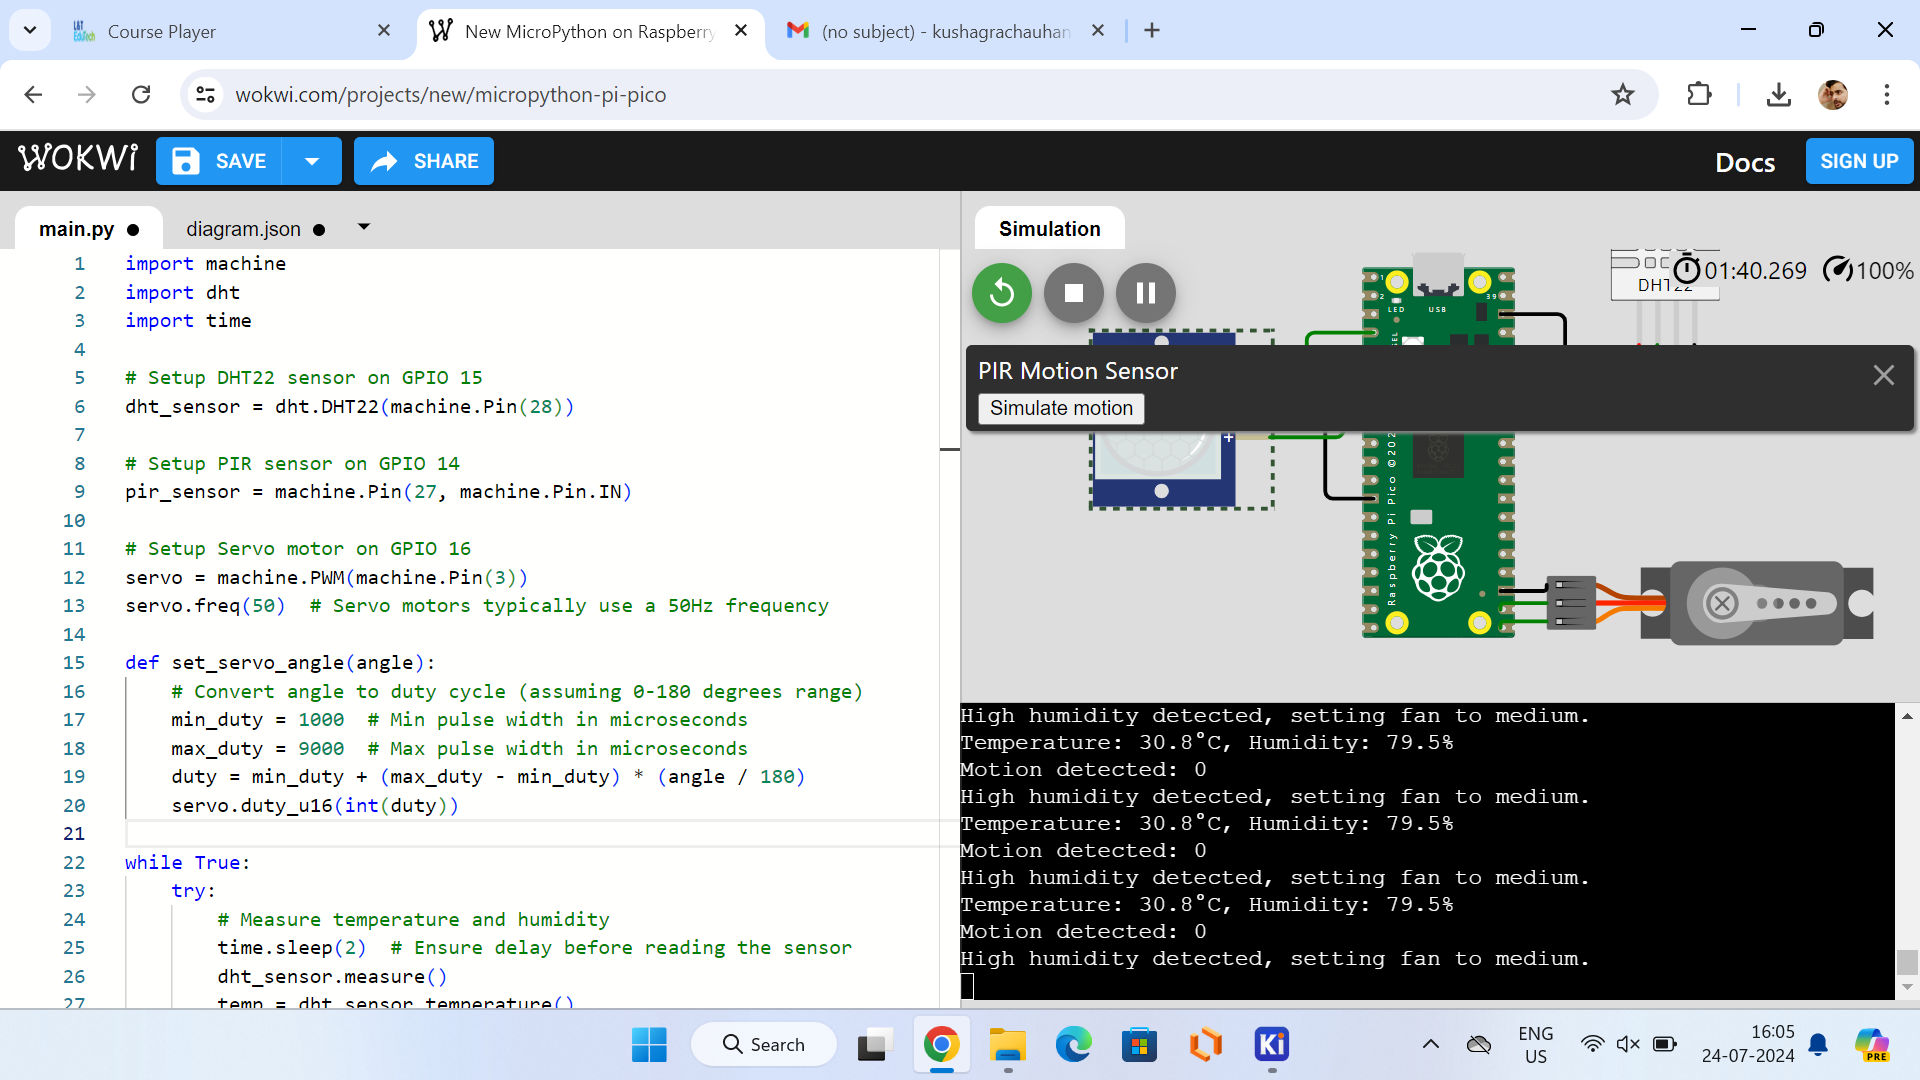 Course Player
New MicroPython on Raspberry
(no subject) - kushagrachauhan
wokwi.com/projects/new/micropython-pi-pico
WOKWi
SAVE
SHARE
Docs
SIGN UP
main.py
diagram.json
1 import machine
2 import dht
3 import time
4
5 # Setup DHT22 sensor on GPIO 15
6 dht_sensor = dht.DHT22(machine.Pin(28))
7
8 # Setup PIR sensor on GPIO 14
9 pir_sensor = machine.Pin(27, machine.Pin.IN)
10
11 # Setup Servo motor on GPIO 16
12 servo = machine.PWM(machine.Pin(3))
13 servo.freq(50)  # Servo motors typically use a 50Hz frequency
14
15 def set_servo_angle(angle):
16     # Convert angle to duty cycle (assuming 0-180 degrees range)
17     min_duty = 1000  # Min pulse width in microseconds
18     max_duty = 9000  # Max pulse width in microseconds
19     duty = min_duty + (max_duty - min_duty) * (angle / 180)
20     servo.duty_u16(int(duty))
21
22 while True:
23     try:
24         # Measure temperature and humidity
25         time.sleep(2)  # Ensure delay before reading the sensor
26         dht_sensor.measure()
27         temp = dht_sensor.temperature()
Simulation
01:40.269
100%
DHT22
1
2
39
LED
USB
PIR Motion Sensor
Simulate motion
+
Raspberry Pi Pico ©202
High humidity detected, setting fan to medium.
Temperature: 30.8°C, Humidity: 79.5%
Motion detected: 0
High humidity detected, setting fan to medium.
Temperature: 30.8°C, Humidity: 79.5%
Motion detected: 0
High humidity detected, setting fan to medium.
Temperature: 30.8°C, Humidity: 79.5%
Motion detected: 0
High humidity detected, setting fan to medium.
Search
Ki
ENG
US
16:05
24-07-2024
PRE